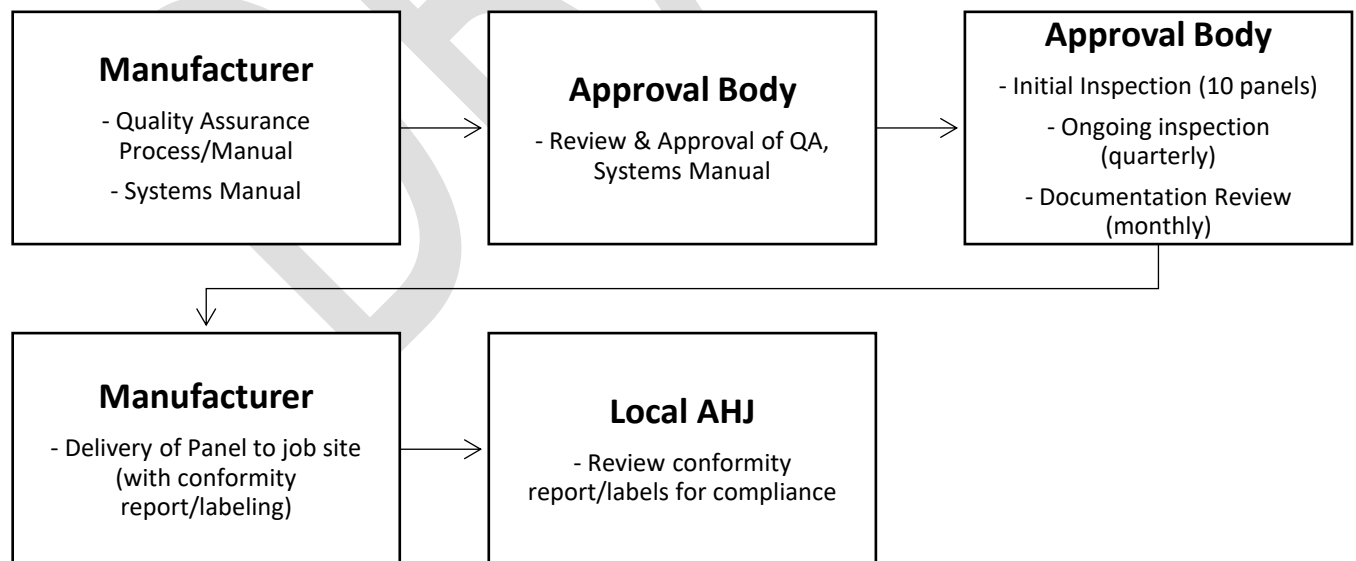 Manufacturer
- Quality Assurance
Process/Manual
- Systems Manual
Approval Body
- Review & Approval of QA,
Systems Manual
Approval Body
- Initial Inspection (10 panels)
- Ongoing inspection
(quarterly)
- Documentation Review
(monthly)
Manufacturer
- Delivery of Panel to job site
(with conformity
report/labeling)
Local AHJ
- Review conformity
report/labels for compliance